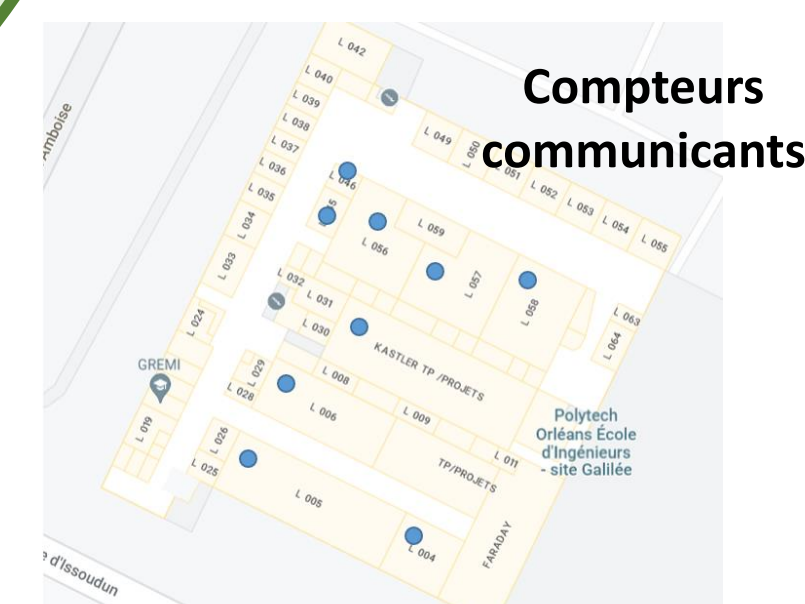 Compteurs
communicants
L 042
L 040
L 039
L 038
L 037
L 036
L 035
L 034
L 033
L 024
L 019
L 049
L 050
L 051
L 052
L 053
L 054
L 055
L 046
L 059
L 056
L 057
L 058
L 063
L 064
L 032
L 031
L 030
KASTLER TP /PROJETS
L 029
L 028
L 008
L 009
L 011
L 006
TP/PROJETS
L 026
L 025
L 005
L 004
FARADAY
GREMI
Polytech
Orléans École
d'Ingénieurs
- site Galilée
Amboise
e d'Issoudun